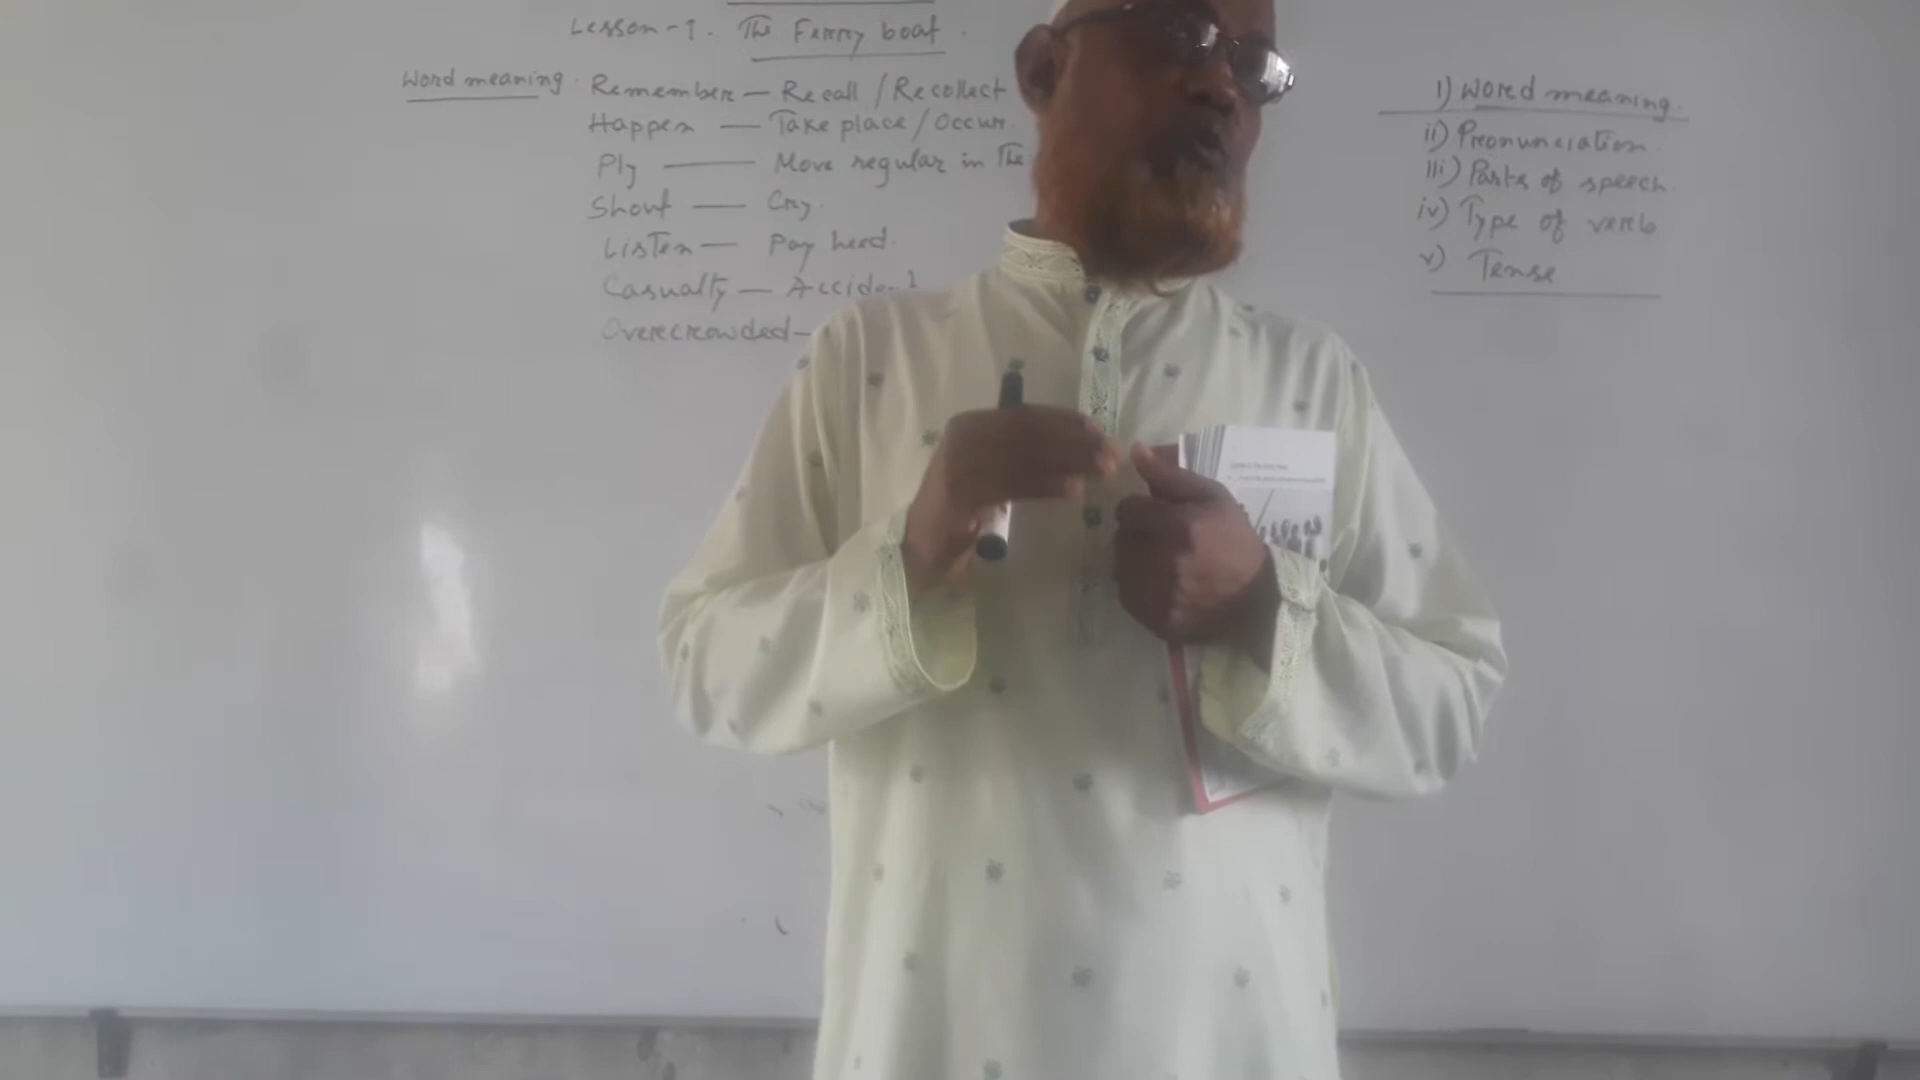 Lesson-1. The Ferry boat.
Word meaning. Remember — Recall / Recollect
Happen — Take place / Occur.
Ply — Move regular in the
Shout — Cry.
Listen — Pay heed.
Casualty — Accident
Overcrowded —
i) Word meaning.
ii) Pronunciation.
iii) Parts of speech.
iv) Type of verb
v) Tense